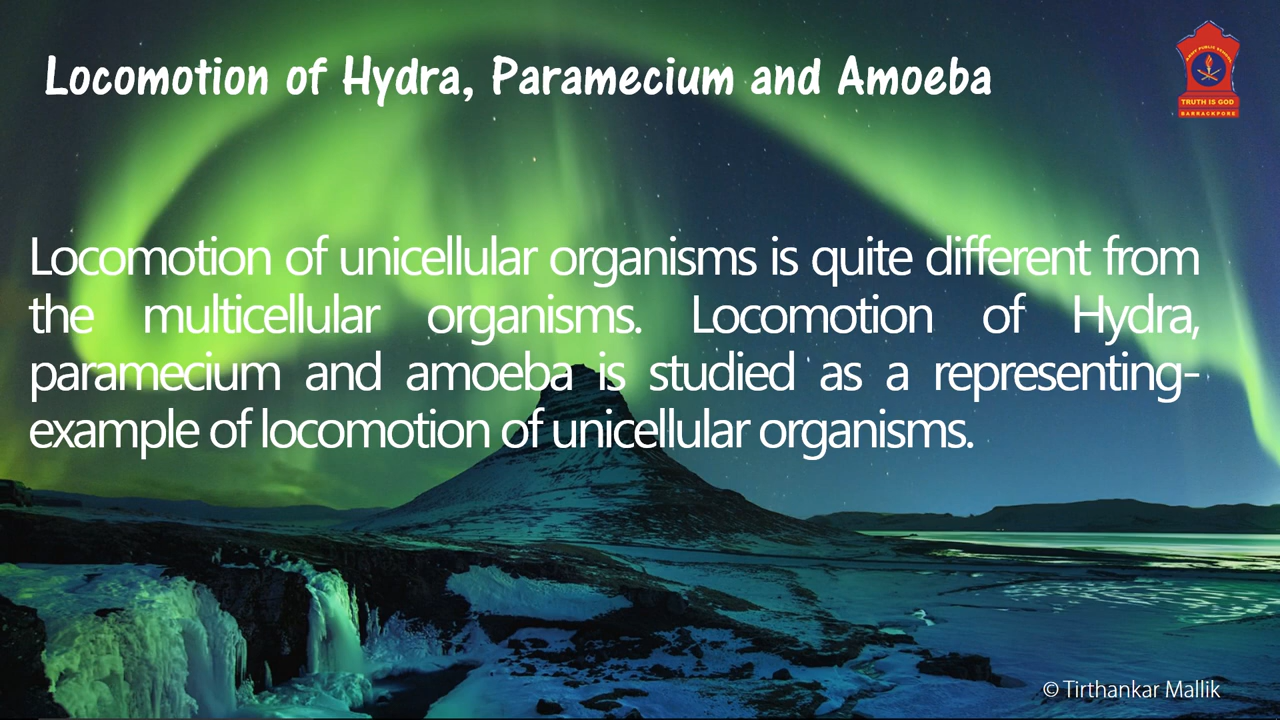 Locomotion of Hydra, Paramecium and Amoeba
TRUTH IS GOD
BARRACKPORE
Locomotion of unicellular organisms is quite different from
the multicellular organisms. Locomotion of Hydra,
paramecium and amoeba is studied as a representing-
example of locomotion of unicellular organisms.
© Tirthankar Mallik